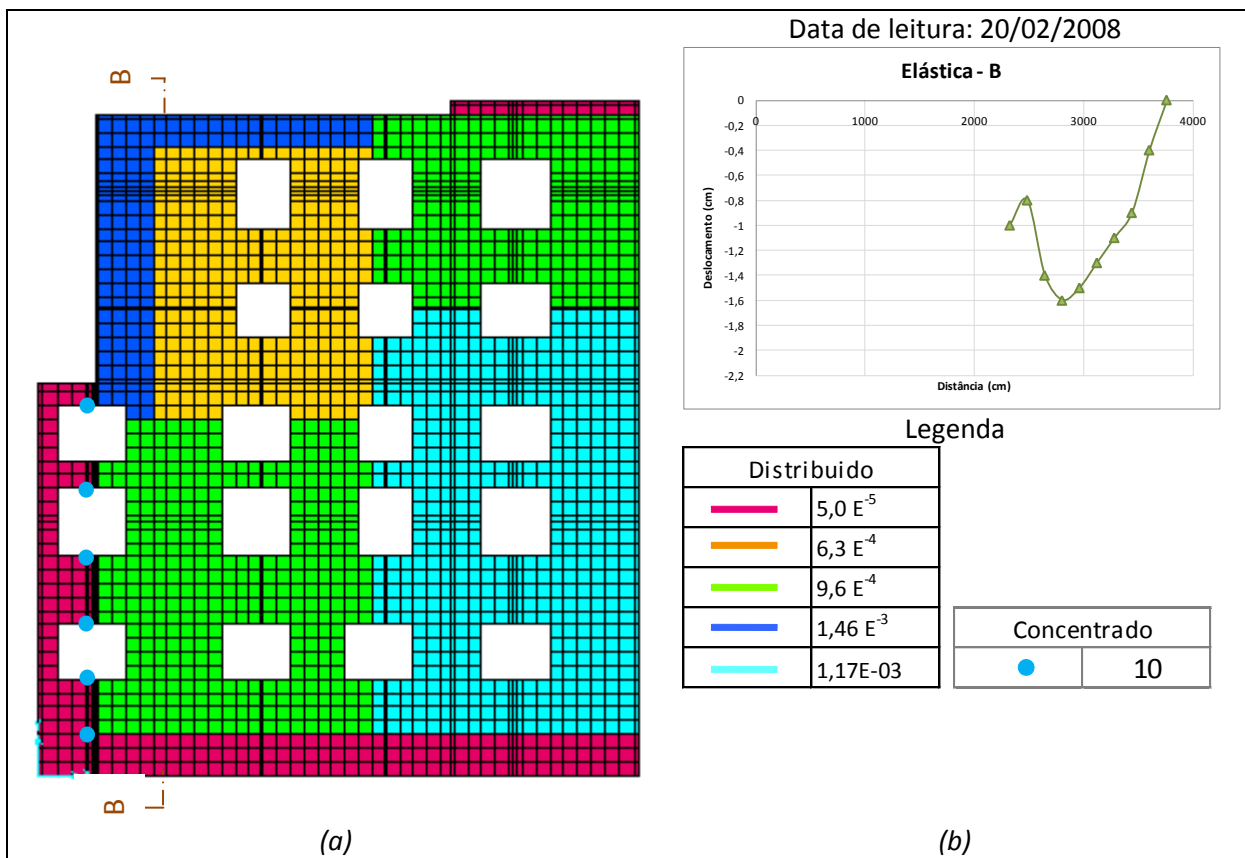 B
B
(a)
Data de leitura: 20/02/2008
Elástica - B
0
-0,2
-0,4
-0,6
-0,8
-1
-1,2
-1,4
-1,6
-1,8
-2
-2,2
0 1000 2000 3000 4000
Deslocamento (cm)
Distância (cm)
Legenda
Distribuido
5,0 E-5
6,3 E-4
9,6 E-4
1,46 E-3
1,17E-03
Concentrado
10
(b)